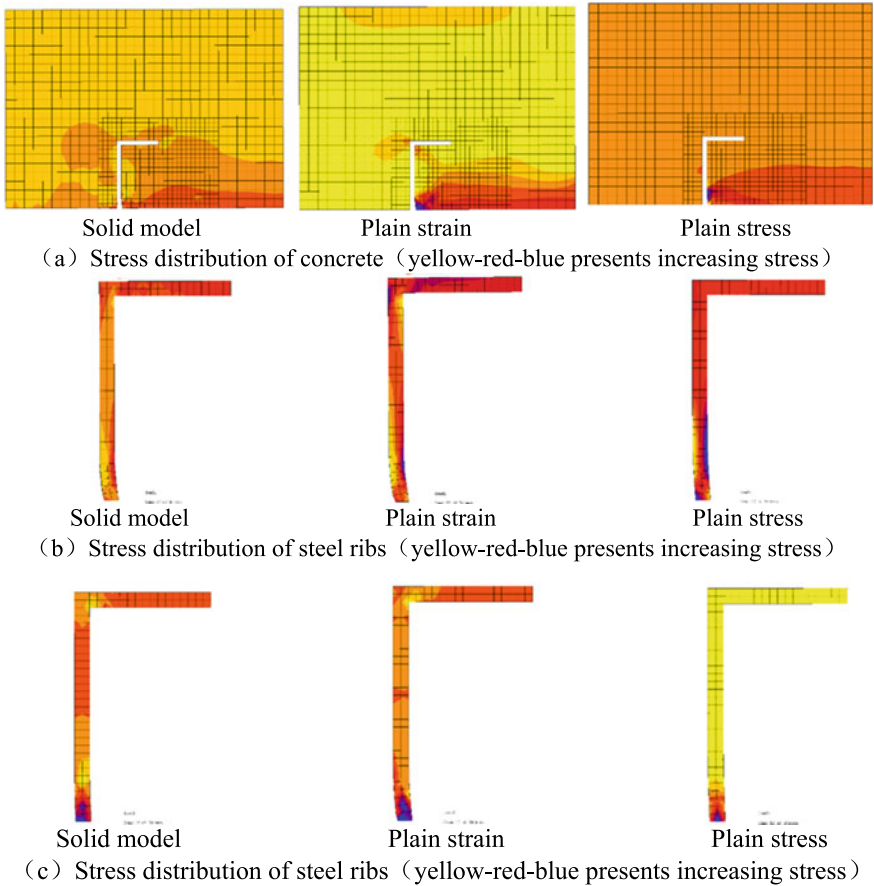 Solid model Plain strain Plain stress
（a）Stress distribution of concrete（yellow-red-blue presents increasing stress）
Solid model Plain strain Plain stress
（b）Stress distribution of steel ribs（yellow-red-blue presents increasing stress）
Solid model Plain strain Plain stress
（c）Stress distribution of steel ribs（yellow-red-blue presents increasing stress）